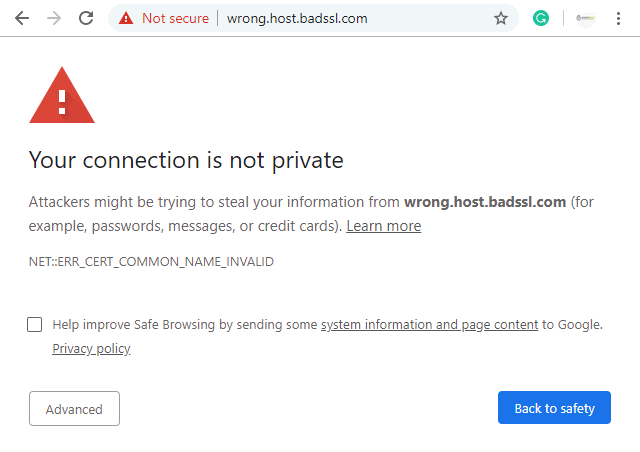 Not secure | wrong.host.badssl.com
Your connection is not private
Attackers might be trying to steal your information from wrong.host.badssl.com (for
example, passwords, messages, or credit cards). Learn more
NET::ERR_CERT_COMMON_NAME_INVALID
Help improve Safe Browsing by sending some system information and page content to Google.
Privacy policy
Advanced
Back to safety